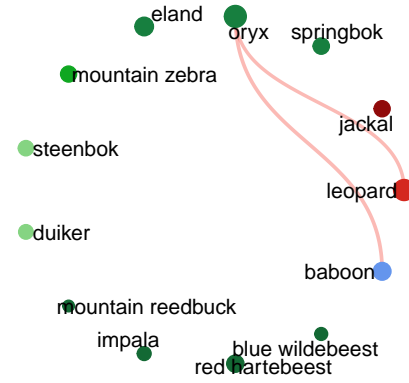 eland
oryx
springbok
mountain zebra
jackal
steenbok
leopard
duiker
baboon
mountain reedbuck
impala
blue wildebeest
red hartebeest